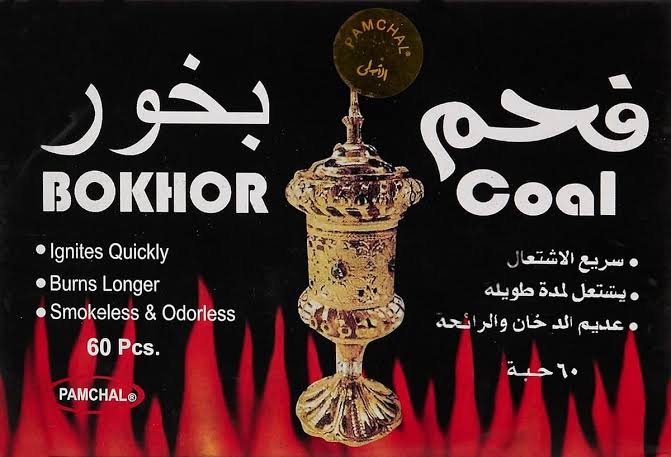 PAMCHAL®
الأصلي
بخور
فحم
BOKHOR
Coal
• Ignites Quickly
• Burns Longer
• Smokeless & Odorless
60 Pcs.
PAMCHAL®
• سريع الاشتعال
• يشتعل لمدة طويله
• عديم الدخان والرائحة
٦٠ حبة